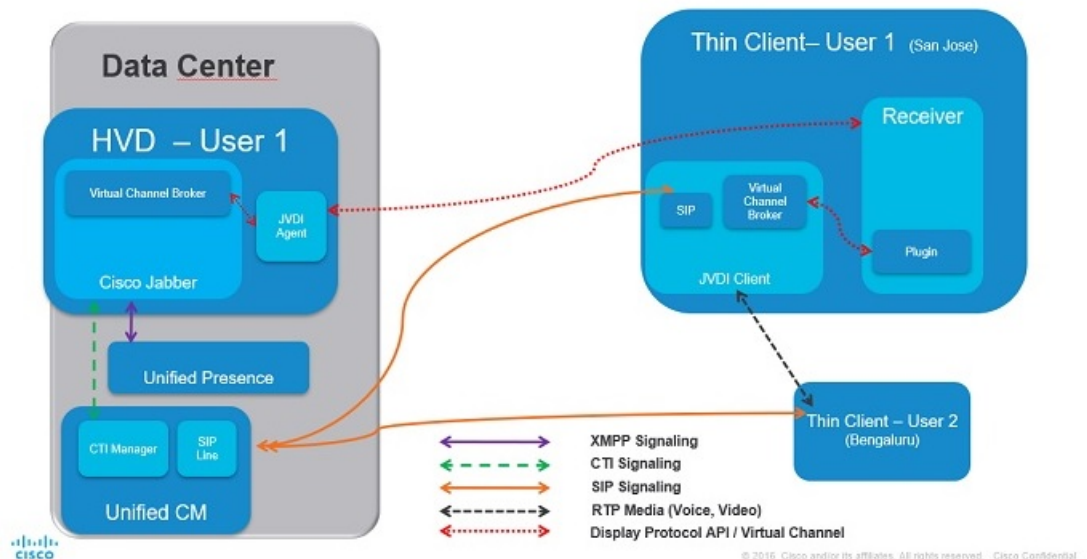 Data Center
HVD – User 1
Virtual Channel Broker
JVDI
Agent
Cisco Jabber
Unified Presence
CTI Manager
SIP
Line
Unified CM
Thin Client– User 1 (San Jose)
Receiver
SIP
Virtual
Channel
Broker
Plugin
JVDI Client
Thin Client – User 2
(Bengaluru)
XMPP Signaling
CTI Signaling
SIP Signaling
RTP Media (Voice, Video)
Display Protocol API / Virtual Channel
CISCO
© 2016 Cisco and/or its affiliates. All rights reserved. Cisco Confidential